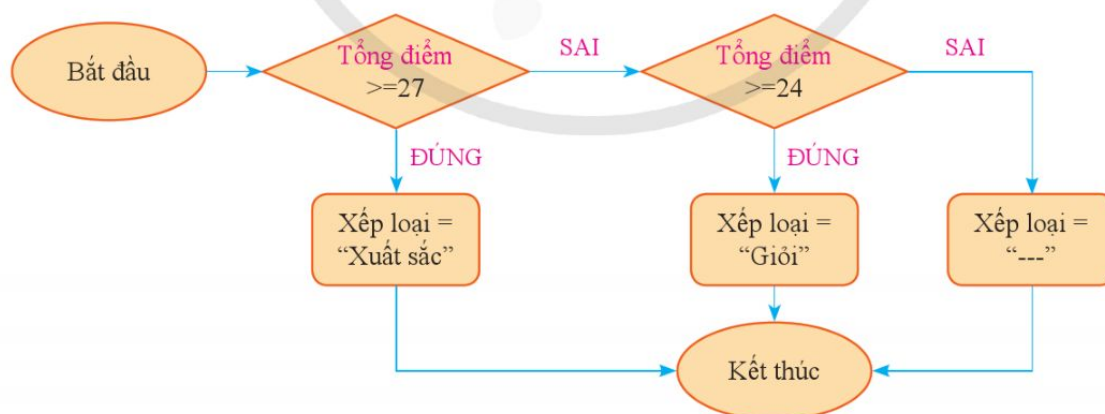 Bắt đầu
Tổng điểm
>=27
SAI
Tổng điểm
>=24
SAI
ĐÚNG
ĐÚNG
Xếp loại =
“Xuất sắc”
Xếp loại =
“Giỏi”
Xếp loại =
“---”
Kết thúc